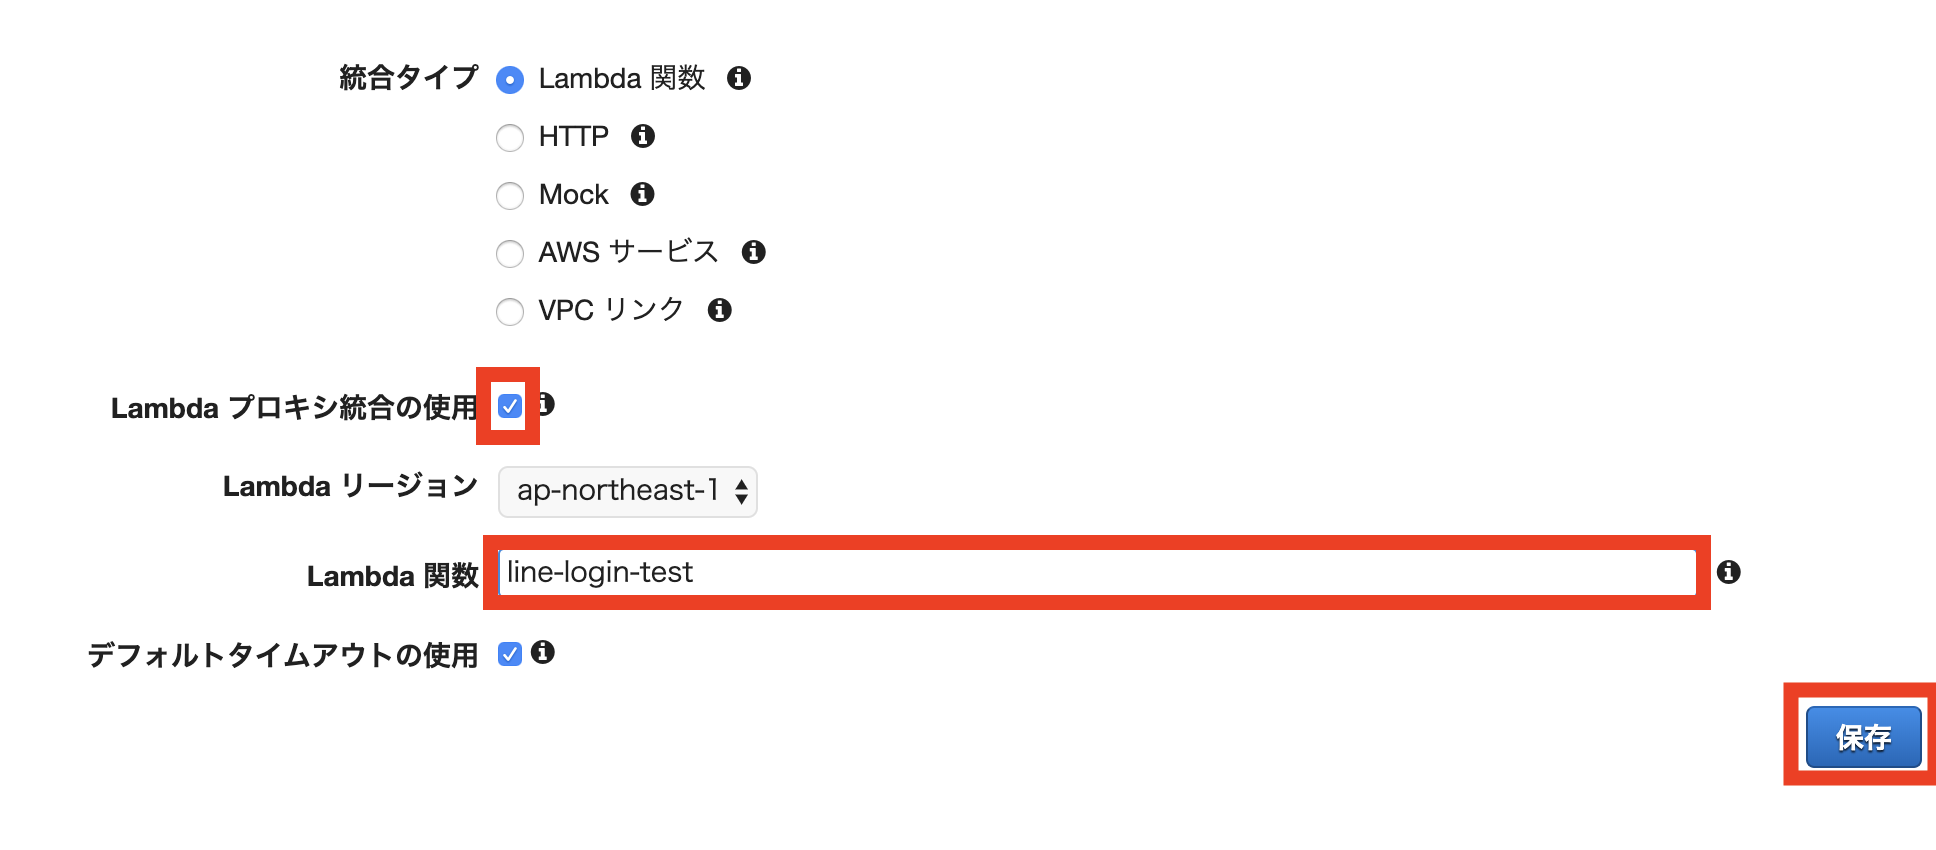 統合タイプ Lambda 関数
HTTP
Mock
AWS サービス
VPC リンク
Lambda プロキシ統合の使用
Lambda リージョン ap-northeast-1
Lambda 関数 line-login-test
デフォルトタイムアウトの使用
保存